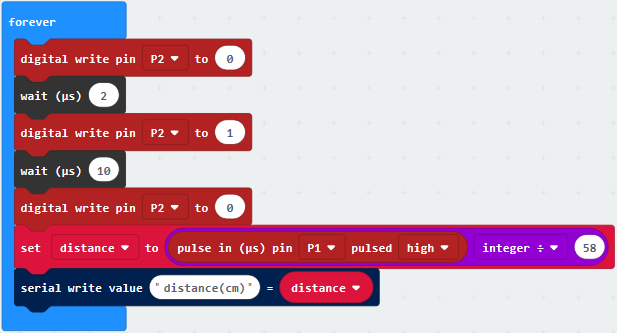 forever
digital write pin P2 to 0
wait (µs) 2
digital write pin P2 to 1
wait (µs) 10
digital write pin P2 to 0
set distance to pulse in (µs) pin P1 pulsed high integer ÷ 58
serial write value "distance(cm)" = distance